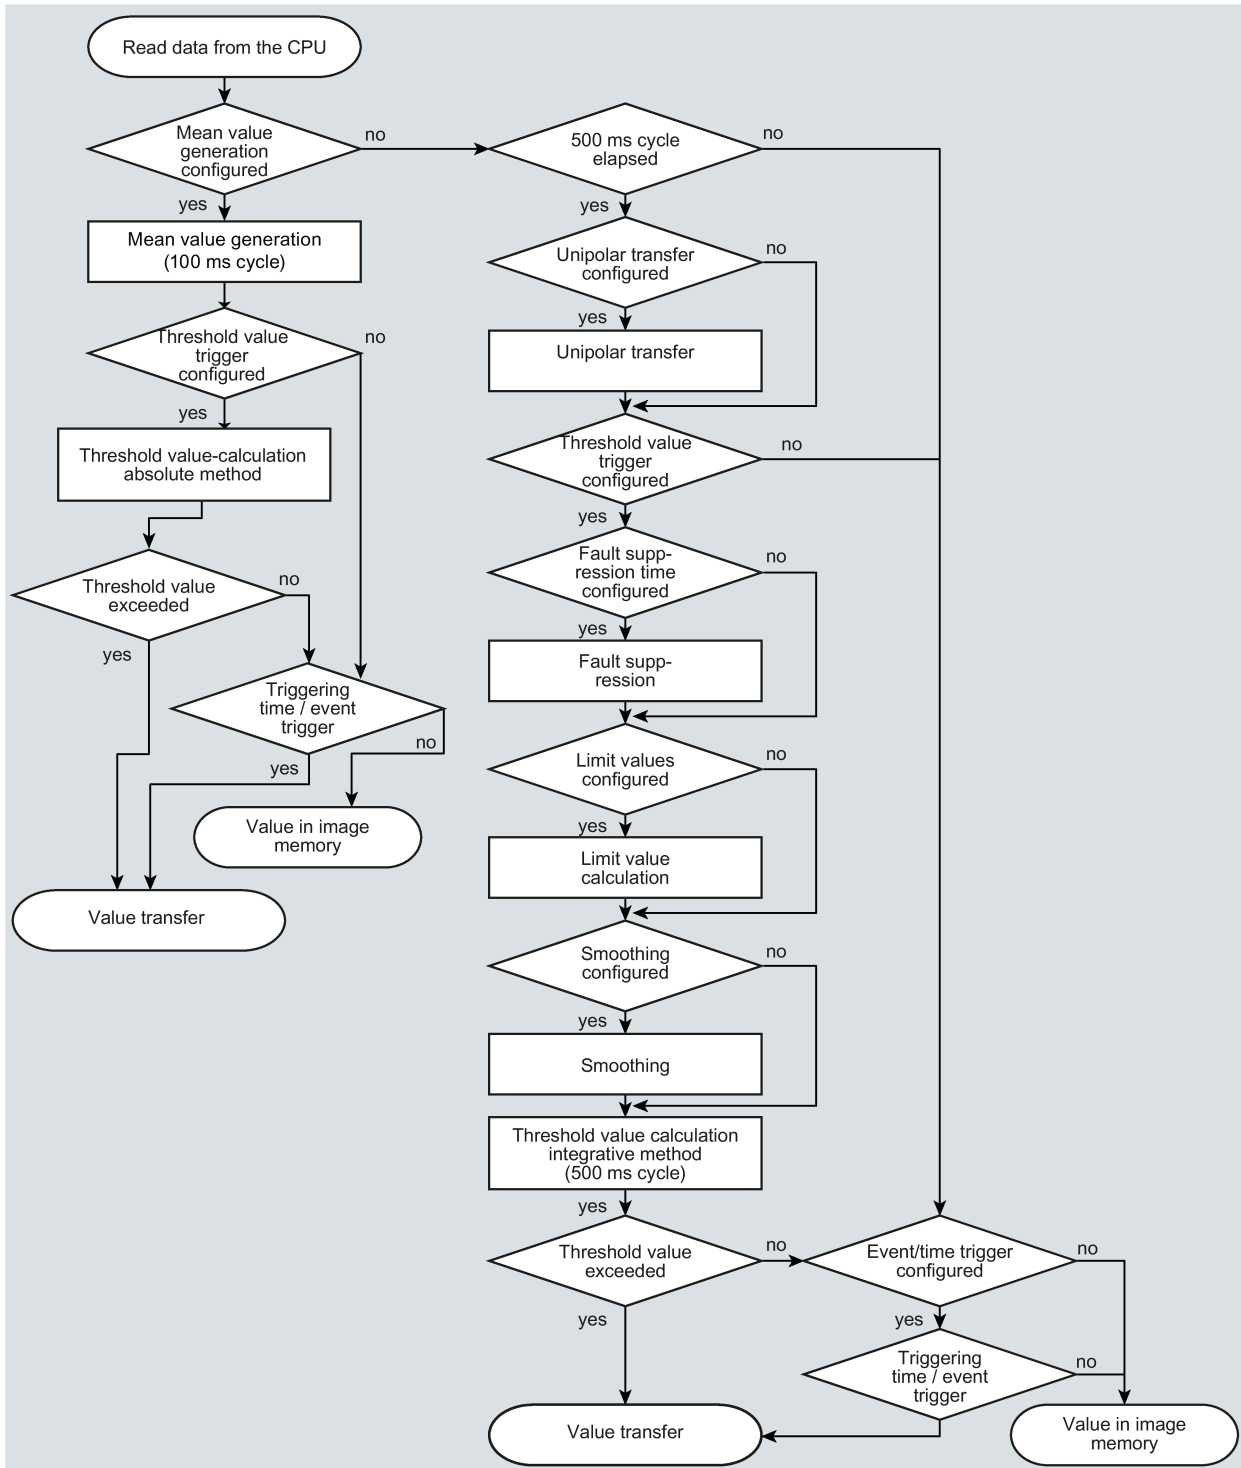 Read data from the CPU
Mean value
generation
configured
no
yes
Mean value generation
(100 ms cycle)
Threshold value
trigger
configured
no
yes
Threshold value-calculation
absolute method
Threshold value
exceeded
no
yes
Triggering
time / event
trigger
no
yes
Value in image
memory
Value transfer
500 ms cycle
elapsed
no
yes
Unipolar transfer
configured
no
yes
Unipolar transfer
Threshold value
trigger
configured
no
yes
Fault supp-
ression time
configured
no
yes
Fault supp-
ression
Limit values
configured
no
yes
Limit value
calculation
Smoothing
configured
no
yes
Smoothing
Threshold value calculation
integrative method
(500 ms cycle)
yes
Threshold value
exceeded
no
yes
Event/time trigger
configured
no
yes
Triggering
time / event
trigger
no
Value transfer
Value in image
memory